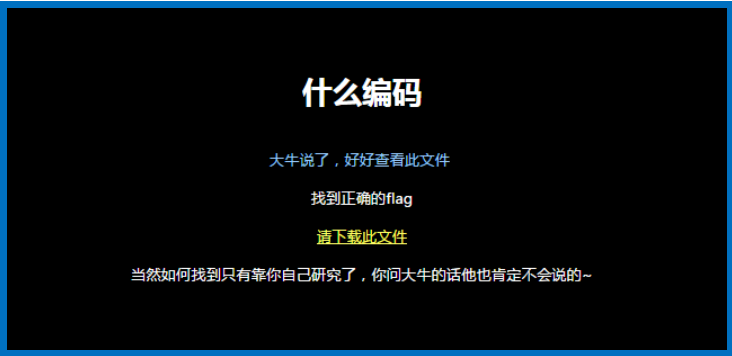 什么编码
大牛说了，好好查看此文件
找到正确的flag
请下载此文件
当然如何找到只有靠你自己研究了，你问大牛的话他也肯定不会说的~